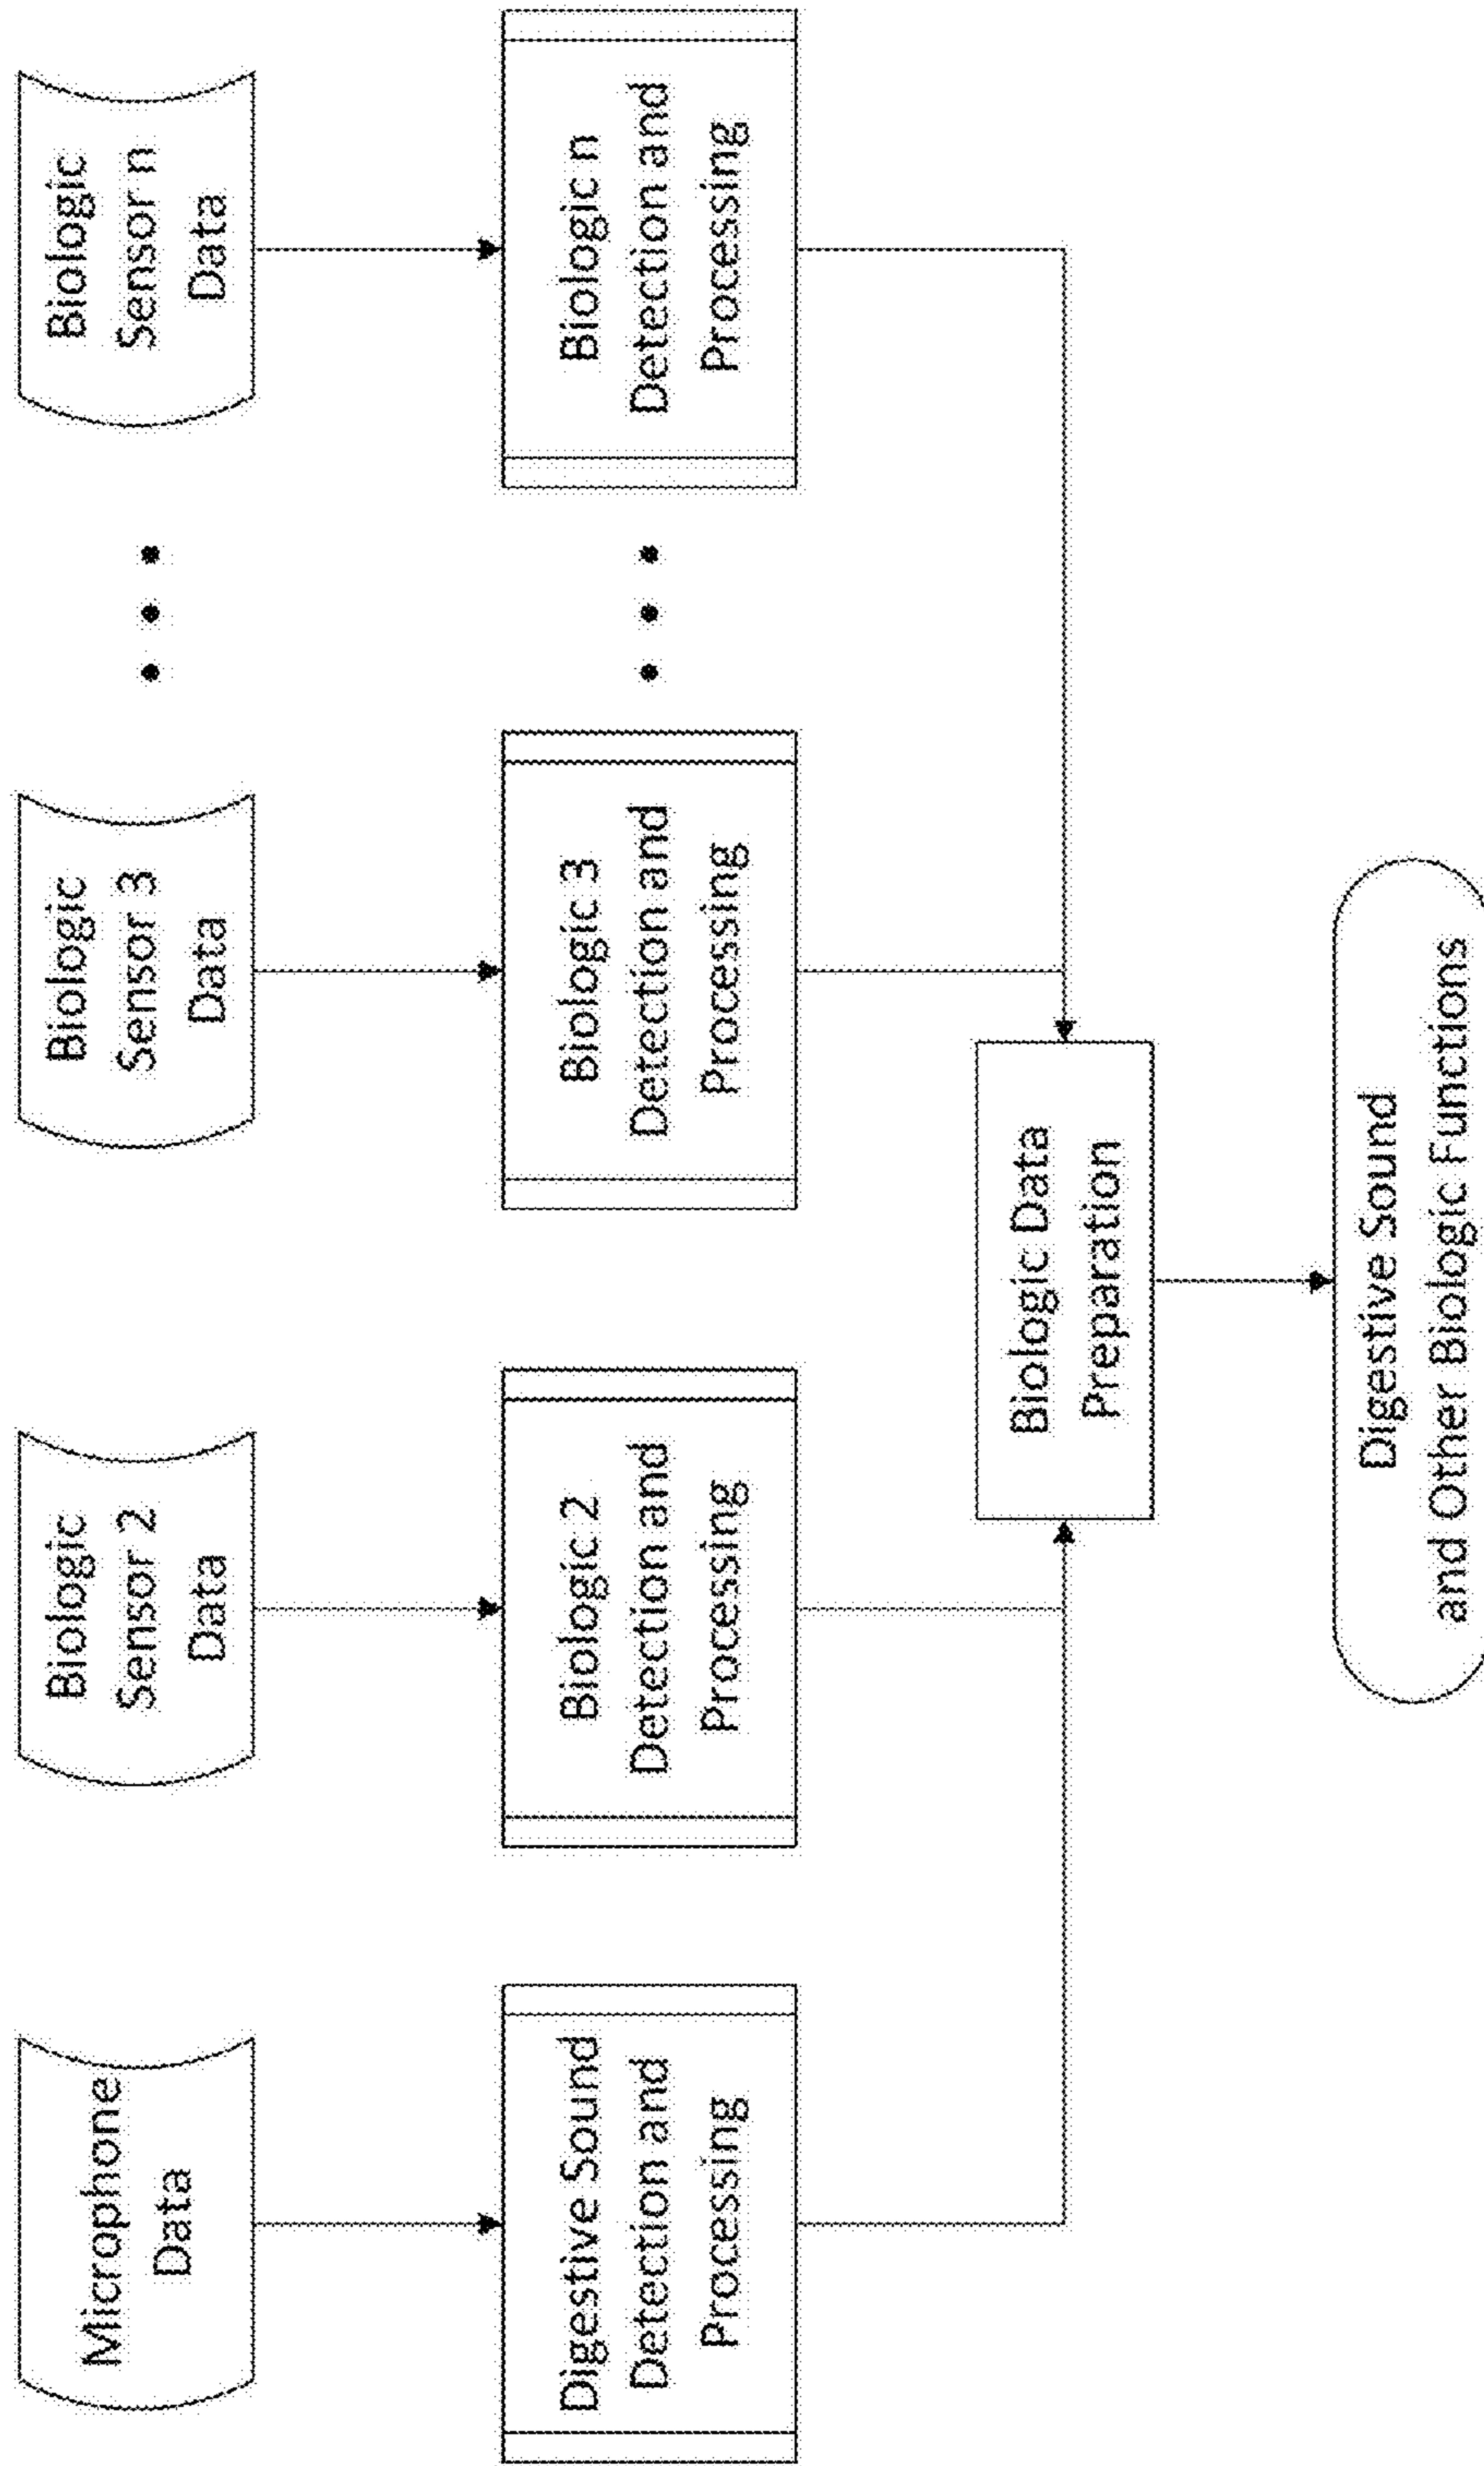 Microphone
Data
Biologic
Sensor 2
Data
Biologic
Sensor 3
Data
Biologic
Sensor n
Data
Digestive Sound
Detection and
Processing
Biologic 2
Detection and
Processing
Biologic 3
Detection and
Processing
Biologic n
Detection and
Processing
Biologic Data
Preparation
Digestive Sound
and Other Biologic Functions